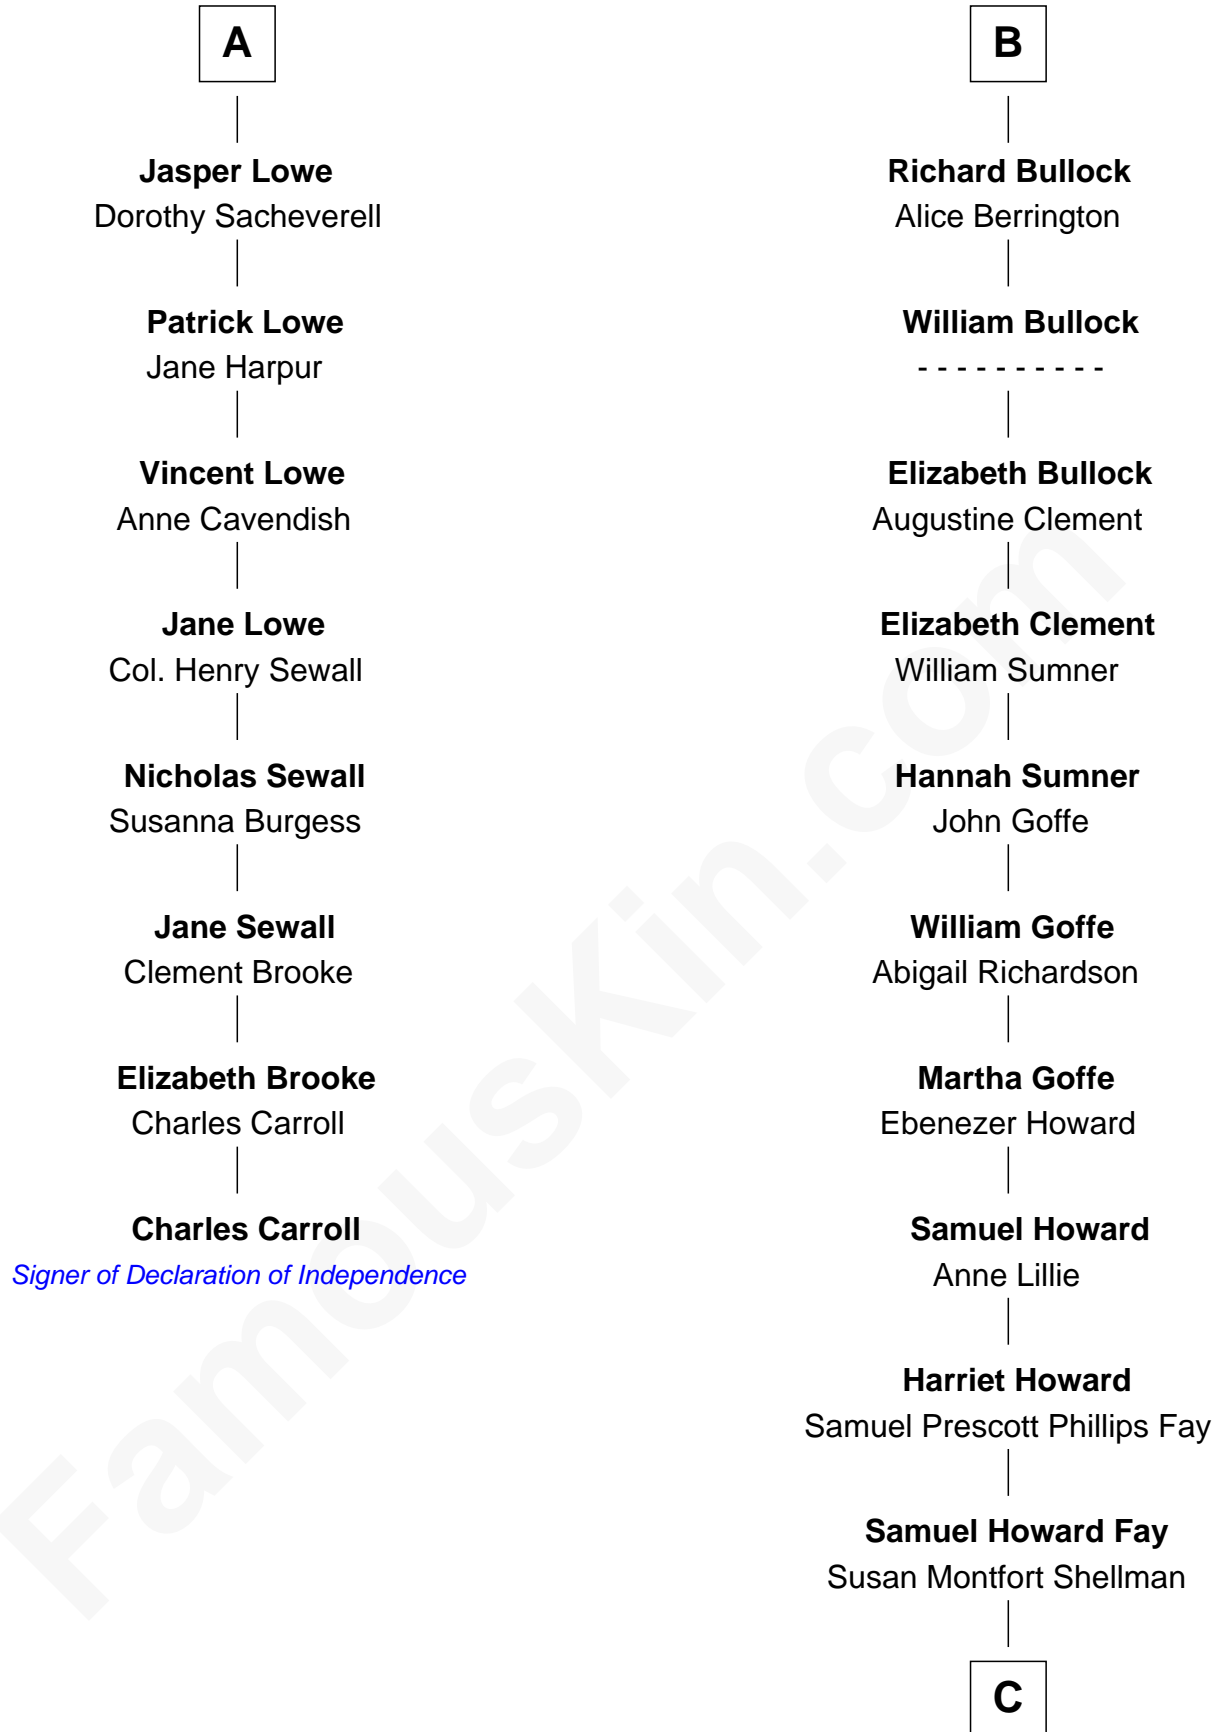 A
Jasper Lowe
Dorothy Sacheverell
Patrick Lowe
Jane Harpur
Vincent Lowe
Anne Cavendish
Jane Lowe
Col. Henry Sewall
Nicholas Sewall
Susanna Burgess
Jane Sewall
Clement Brooke
Elizabeth Brooke
Charles Carroll
Charles Carroll
Signer of Declaration of Independence
B
Richard Bullock
Alice Berrington
William Bullock
- - - - - - - - - -
Elizabeth Bullock
Augustine Clement
Elizabeth Clement
William Sumner
Hannah Sumner
John Goffe
William Goffe
Abigail Richardson
Martha Goffe
Ebenezer Howard
Samuel Howard
Anne Lillie
Harriet Howard
Samuel Prescott Phillips Fay
Samuel Howard Fay
Susan Montfort Shellman
C
FamousKin.com